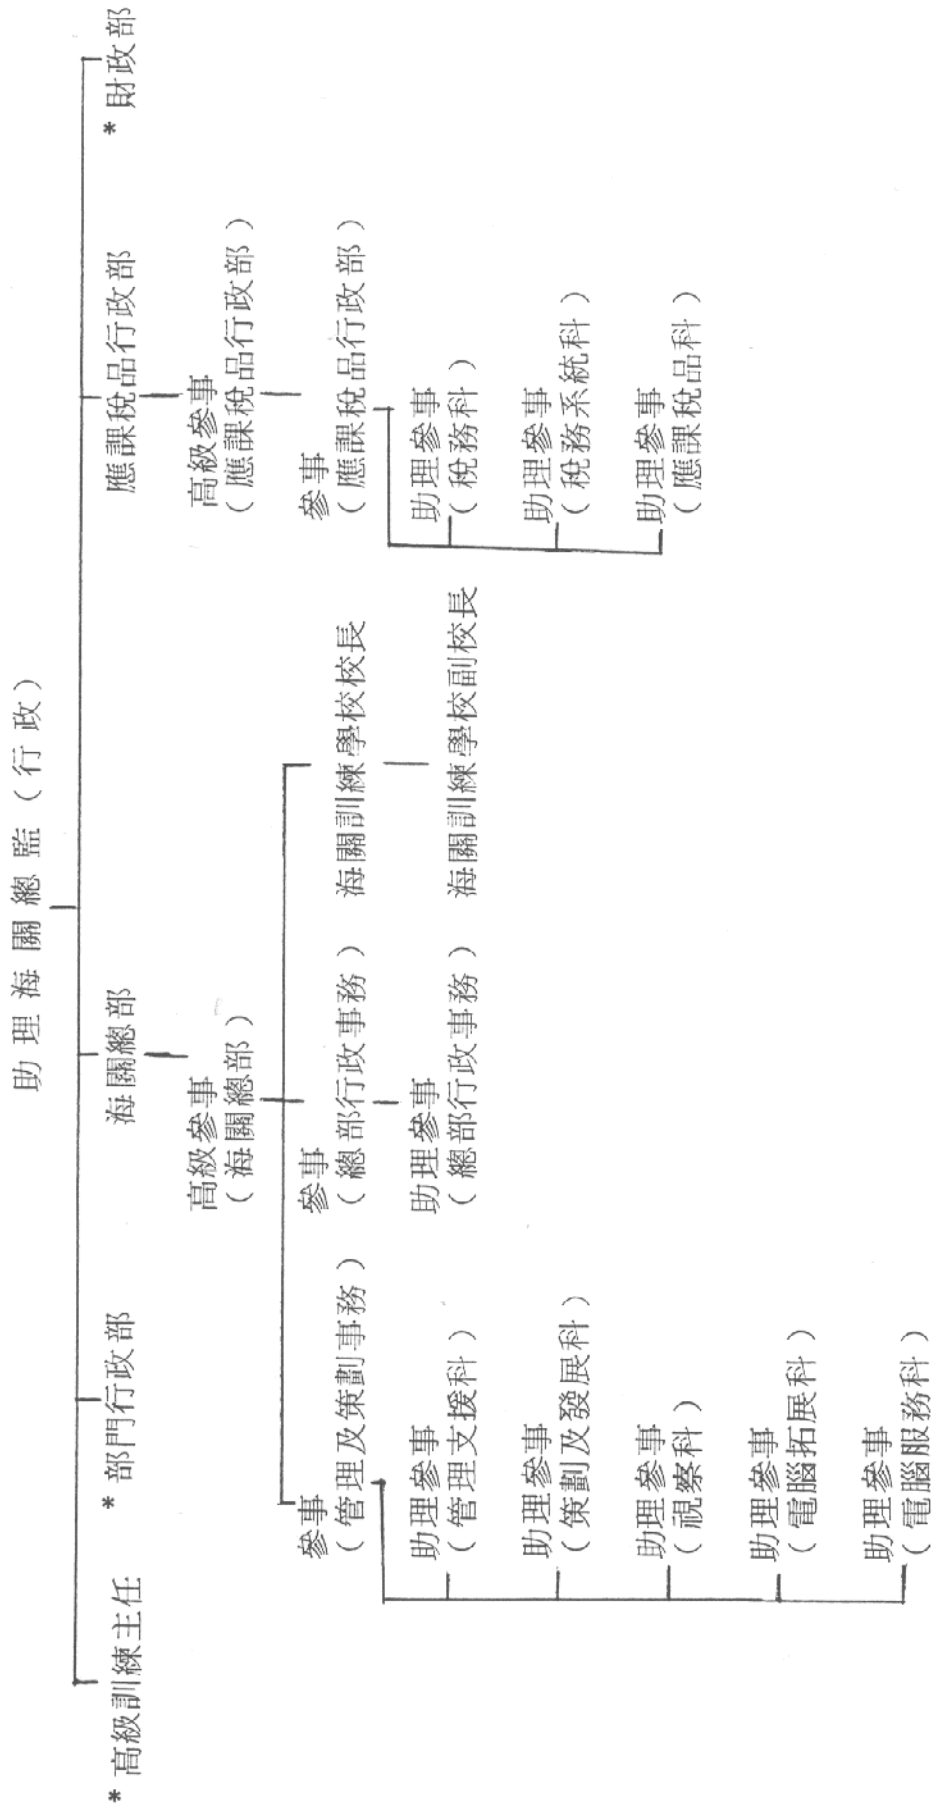 助理海關總監（行政）
* 高級訓練主任
* 部門行政部
海關總部
應課稅品行政部
* 財政部
高級參事
（海關總部）
高級參事
（應課稅品行政部）
參事
（管理及策劃事務）
參事
（總部行政事務）
海關訓練學校校長
參事
（應課稅品行政部）
助理參事
（管理支援科）
助理參事
（總部行政事務）
海關訓練學校副校長
助理參事
（稅務科）
助理參事
（策劃及發展科）
助理參事
（稅務系統科）
助理參事
（視察科）
助理參事
（應課稅品科）
助理參事
（電腦拓展科）
助理參事
（電腦服務科）